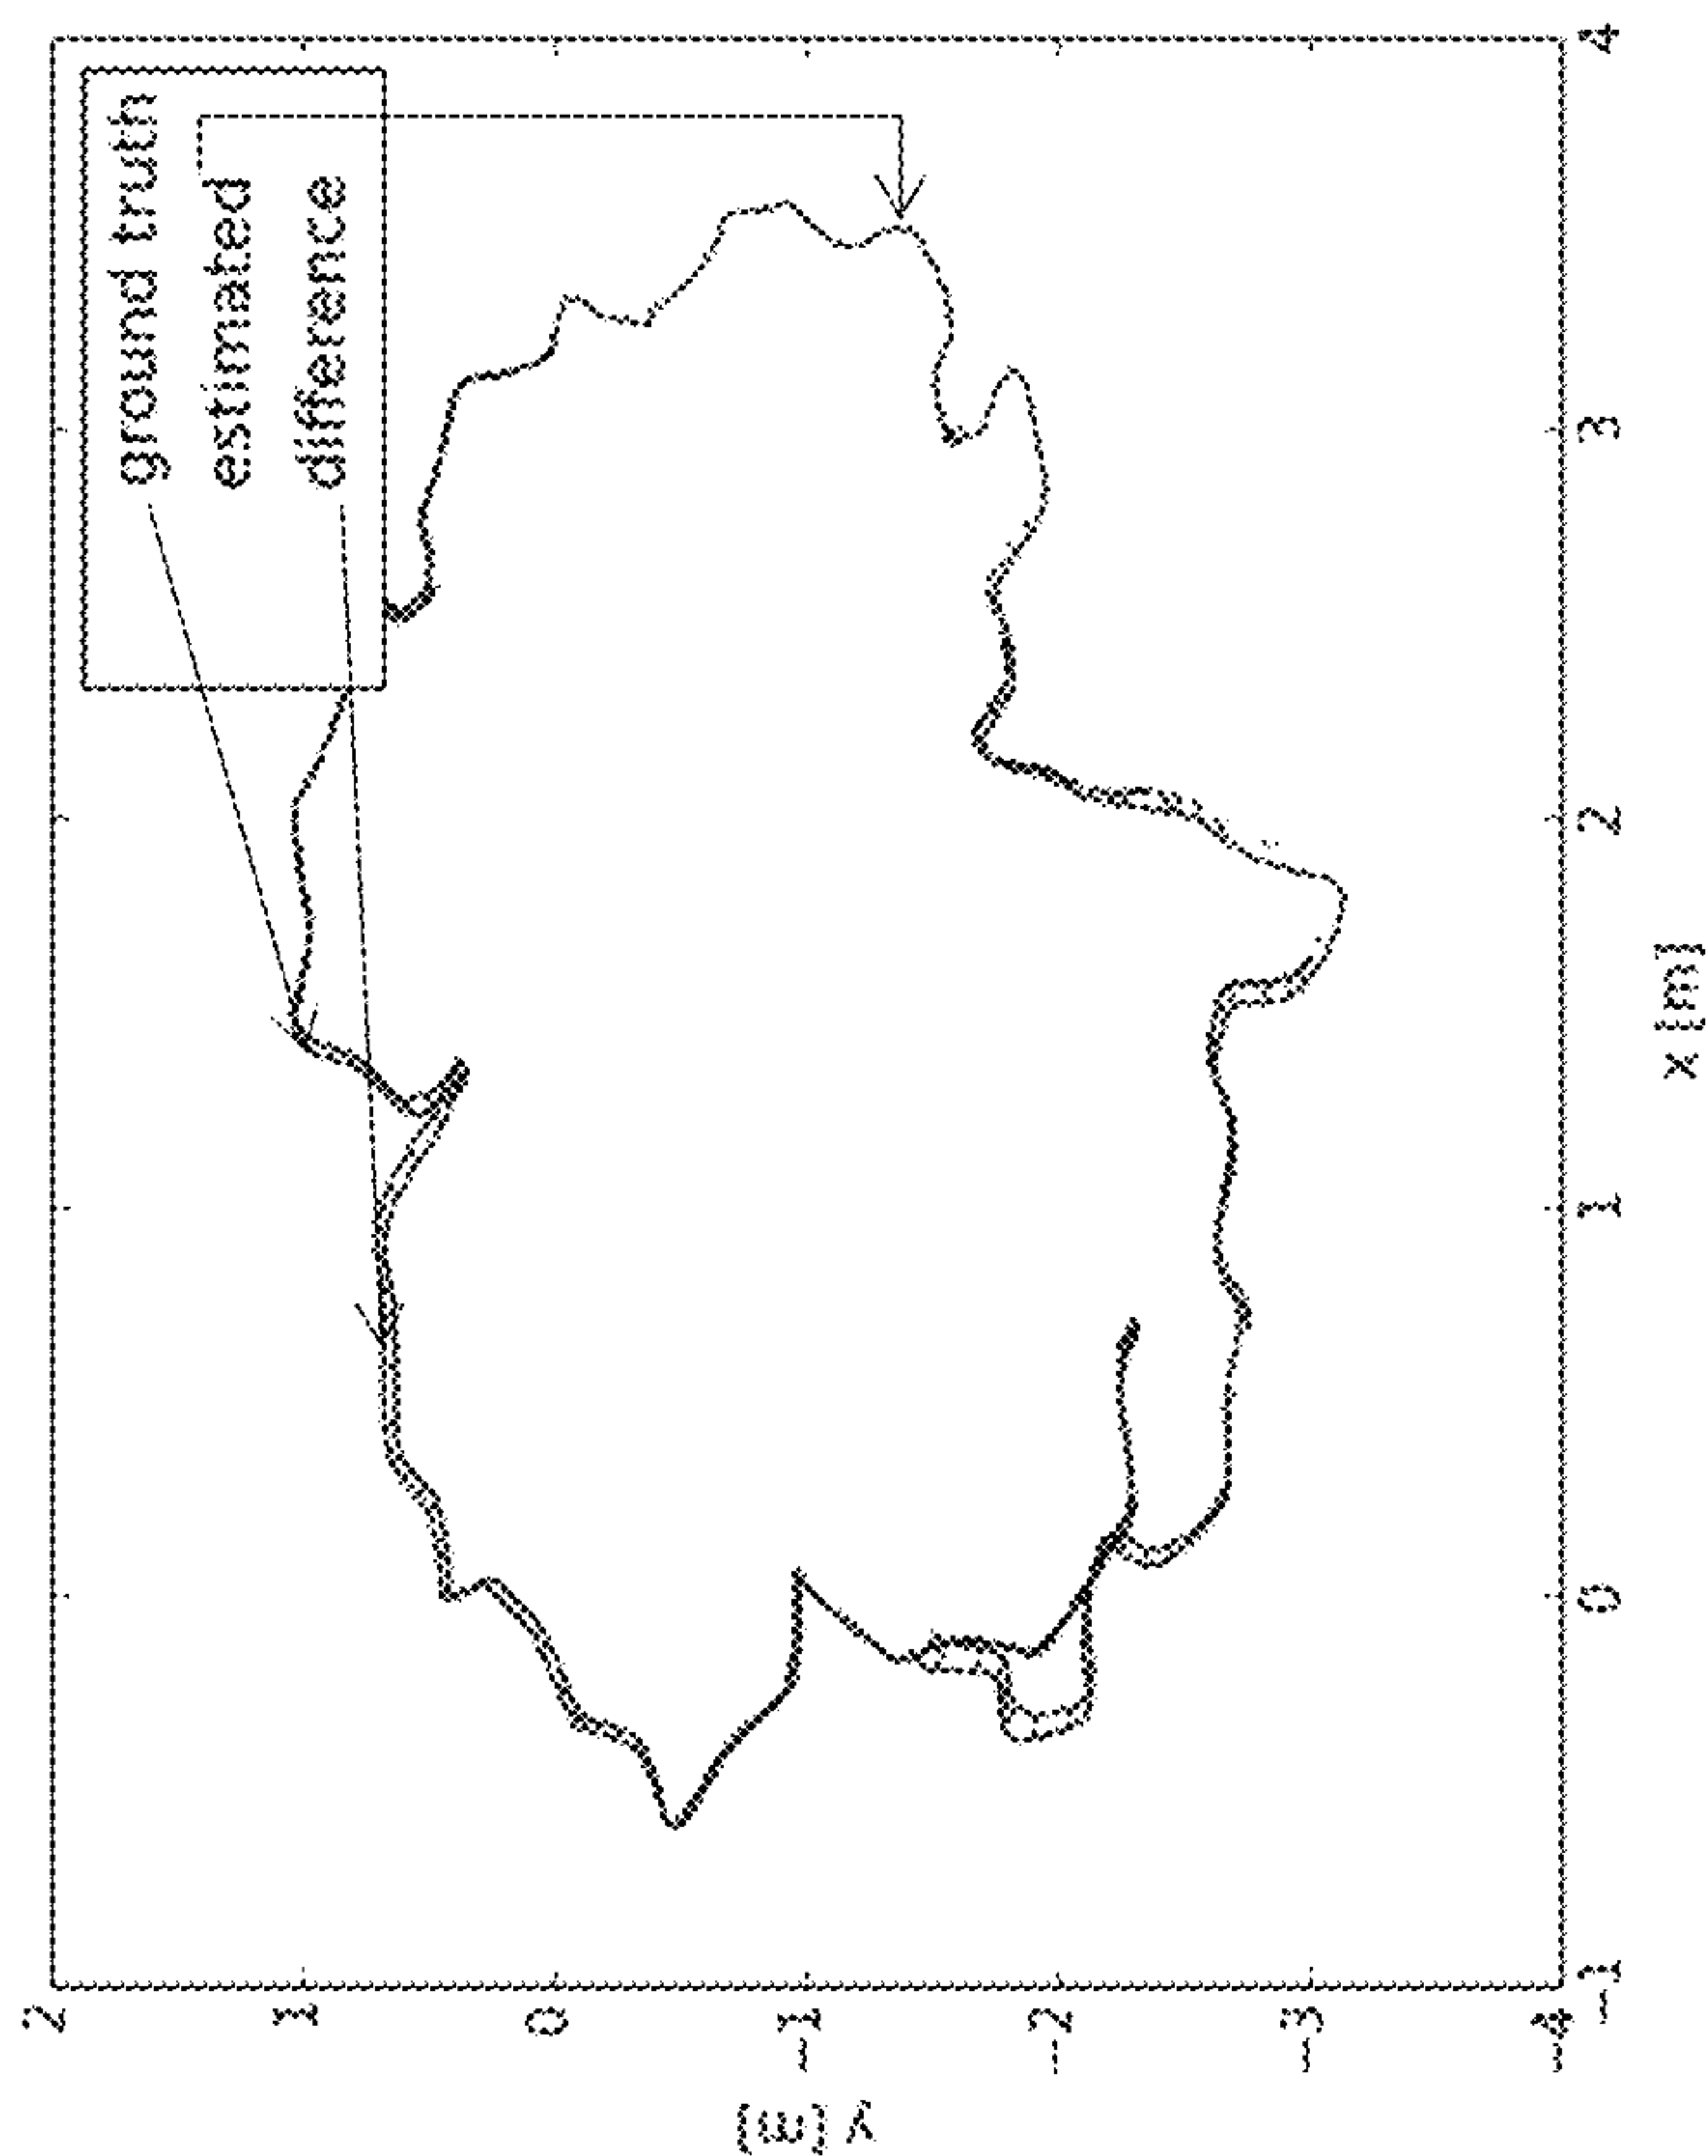 ground truth
estimated
difference
2
1
0
-1
-2
-3
-4
y [m]
-1
0
1
2
3
4
x [m]